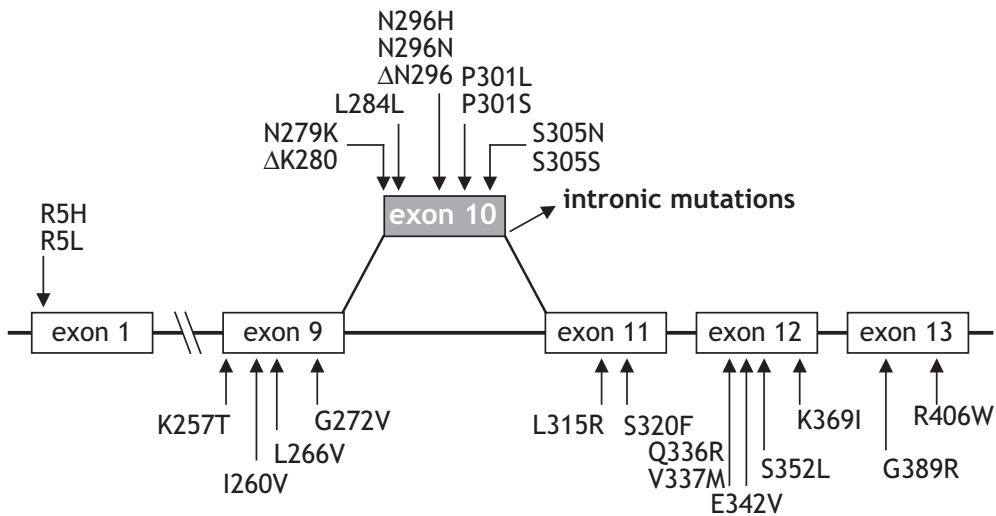 N296H
N296N
ΔN296
P301L
P301S
L284L
N279K
ΔK280
S305N
S305S
exon 10
intronic mutations
R5H
R5L
exon 1
exon 9
exon 11
exon 12
exon 13
K257T
I260V
L266V
G272V
L315R
S320F
Q336R
V337M
E342V
S352L
K369I
G389R
R406W